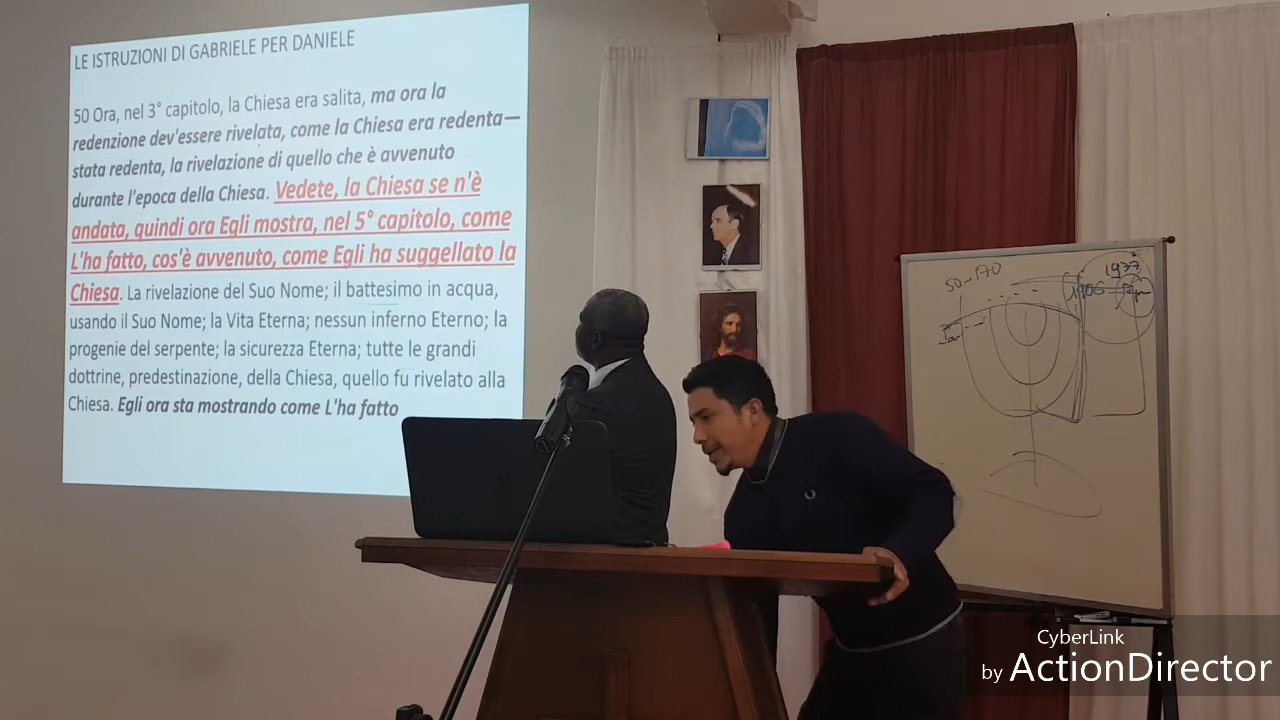 LE ISTRUZIONI DI GABRIELE PER DANIELE
50 Ora, nel 3° capitolo, la Chiesa era salita, ma ora la
redenzione dev'essere rivelata, come la Chiesa era redenta—
stata redenta, la rivelazione di quello che è avvenuto
durante l'epoca della Chiesa. Vedete, la Chiesa se n'è
andata, quindi ora Egli mostra, nel 5° capitolo, come
L'ha fatto, cos'è avvenuto, come Egli ha suggellato la
Chiesa. La rivelazione del Suo Nome; il battesimo in acqua,
usando il Suo Nome; la Vita Eterna; nessun inferno Eterno; la
progenie del serpente; la sicurezza Eterna; tutte le grandi
dottrine, predestinazione, della Chiesa, quello fu rivelato alla
Chiesa. Egli ora sta mostrando come L'ha fatto
50-170
1906
CyberLink
by ActionDirector